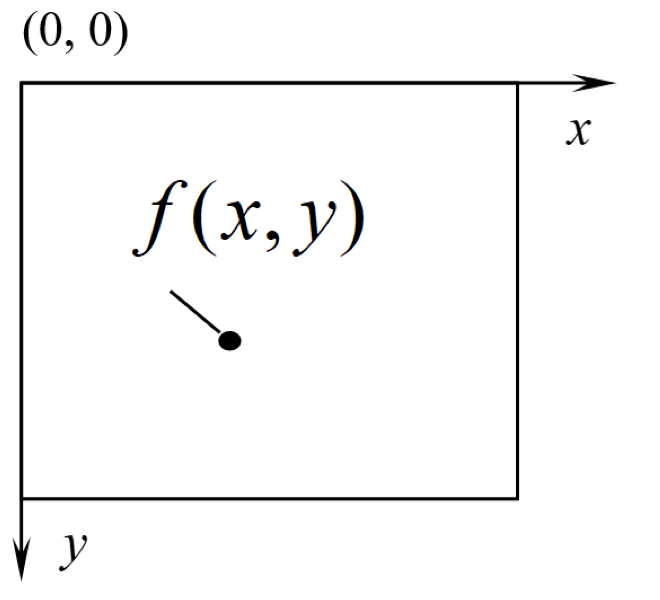 (0, 0)
x
f(x, y)
y